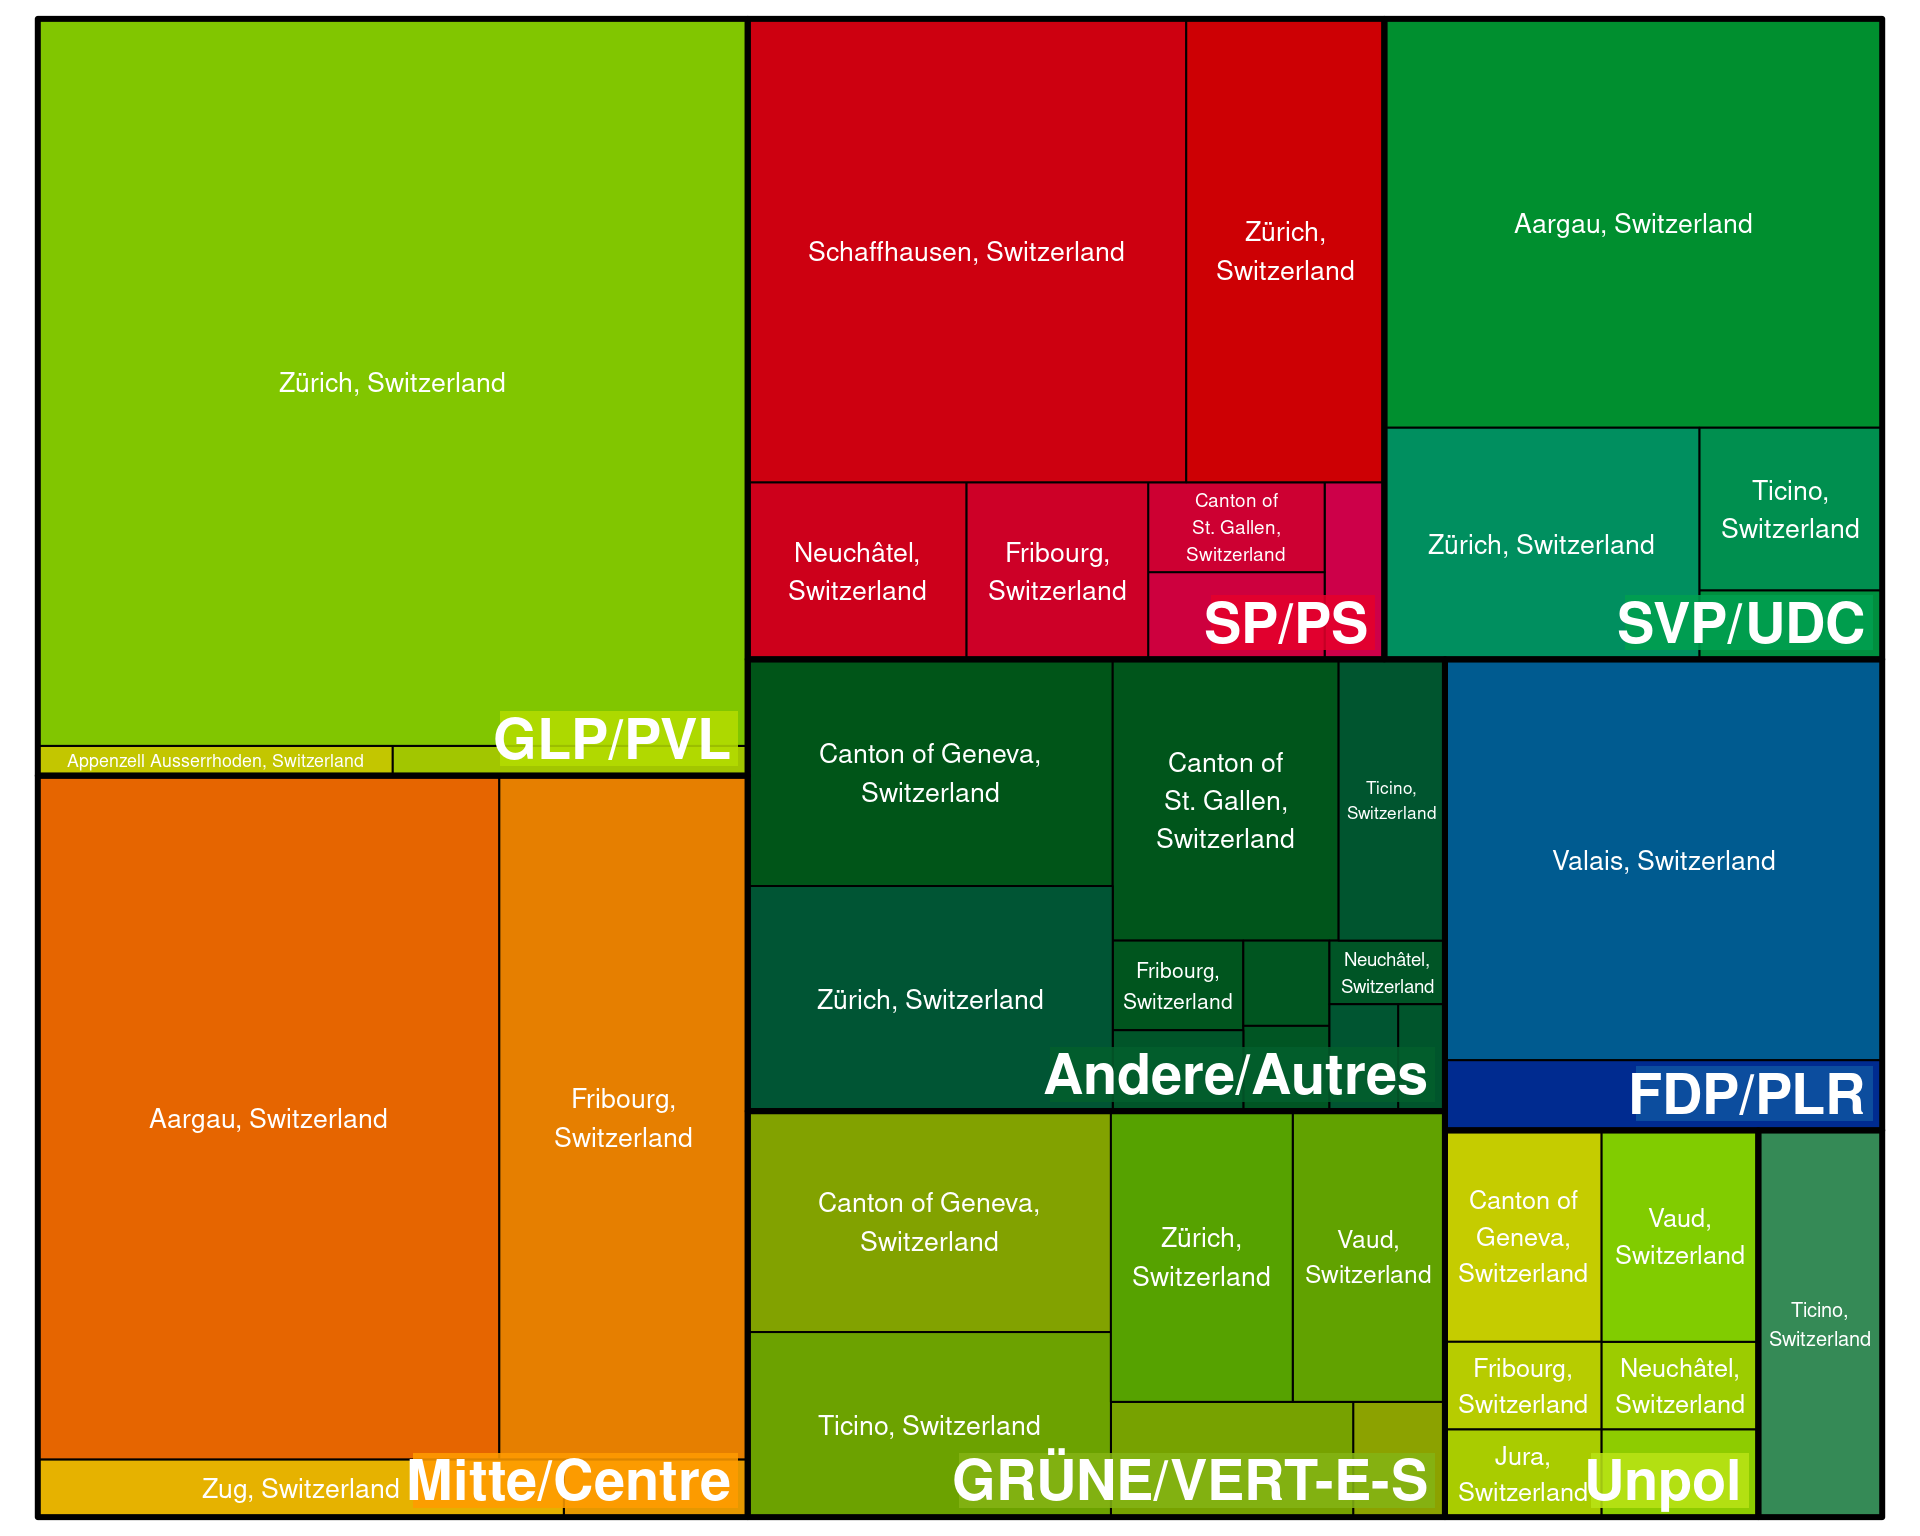 Zürich, Switzerland
Appenzell Ausserrhoden, Switzerland
GLP/PVL
Aargau, Switzerland
Fribourg,
Switzerland
Zug, Switzerland
Mitte/Centre
Schaffhausen, Switzerland
Zürich,
Switzerland
Neuchâtel,
Switzerland
Fribourg,
Switzerland
Canton of
St. Gallen,
Switzerland
SP/PS
Aargau, Switzerland
Zürich, Switzerland
Ticino,
Switzerland
SVP/UDC
Canton of Geneva,
Switzerland
Canton of
St. Gallen,
Switzerland
Ticino,
Switzerland
Zürich, Switzerland
Fribourg,
Switzerland
Neuchâtel,
Switzerland
Andere/Autres
Valais, Switzerland
FDP/PLR
Canton of Geneva,
Switzerland
Zürich,
Switzerland
Vaud,
Switzerland
Ticino, Switzerland
GRÜNE/VERT-E-S
Canton of
Geneva,
Switzerland
Vaud,
Switzerland
Fribourg,
Switzerland
Neuchâtel,
Switzerland
Jura,
Switzerland
Unpol
Ticino,
Switzerland